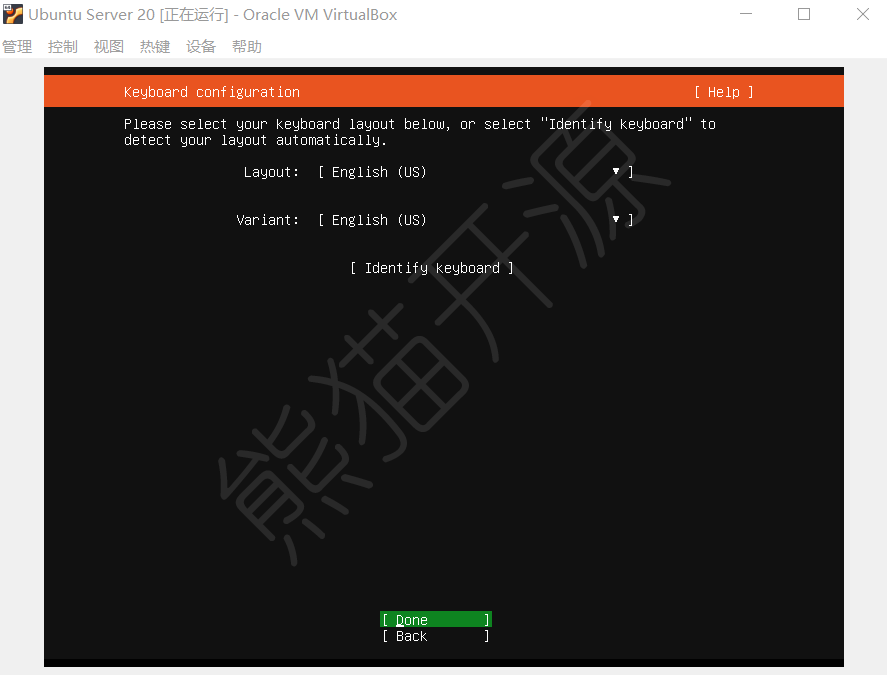 Ubuntu Server 20 [正在运行] - Oracle VM VirtualBox
管理 控制 视图 热键 设备 帮助
Keyboard configuration [ Help ]
Please select your keyboard layout below, or select "Identify keyboard" to
detect your layout automatically.
Layout: [ English (US) ▾ ]
Variant: [ English (US) ▾ ]
[ Identify keyboard ]
熊猫开源
[ Done ]
[ Back ]